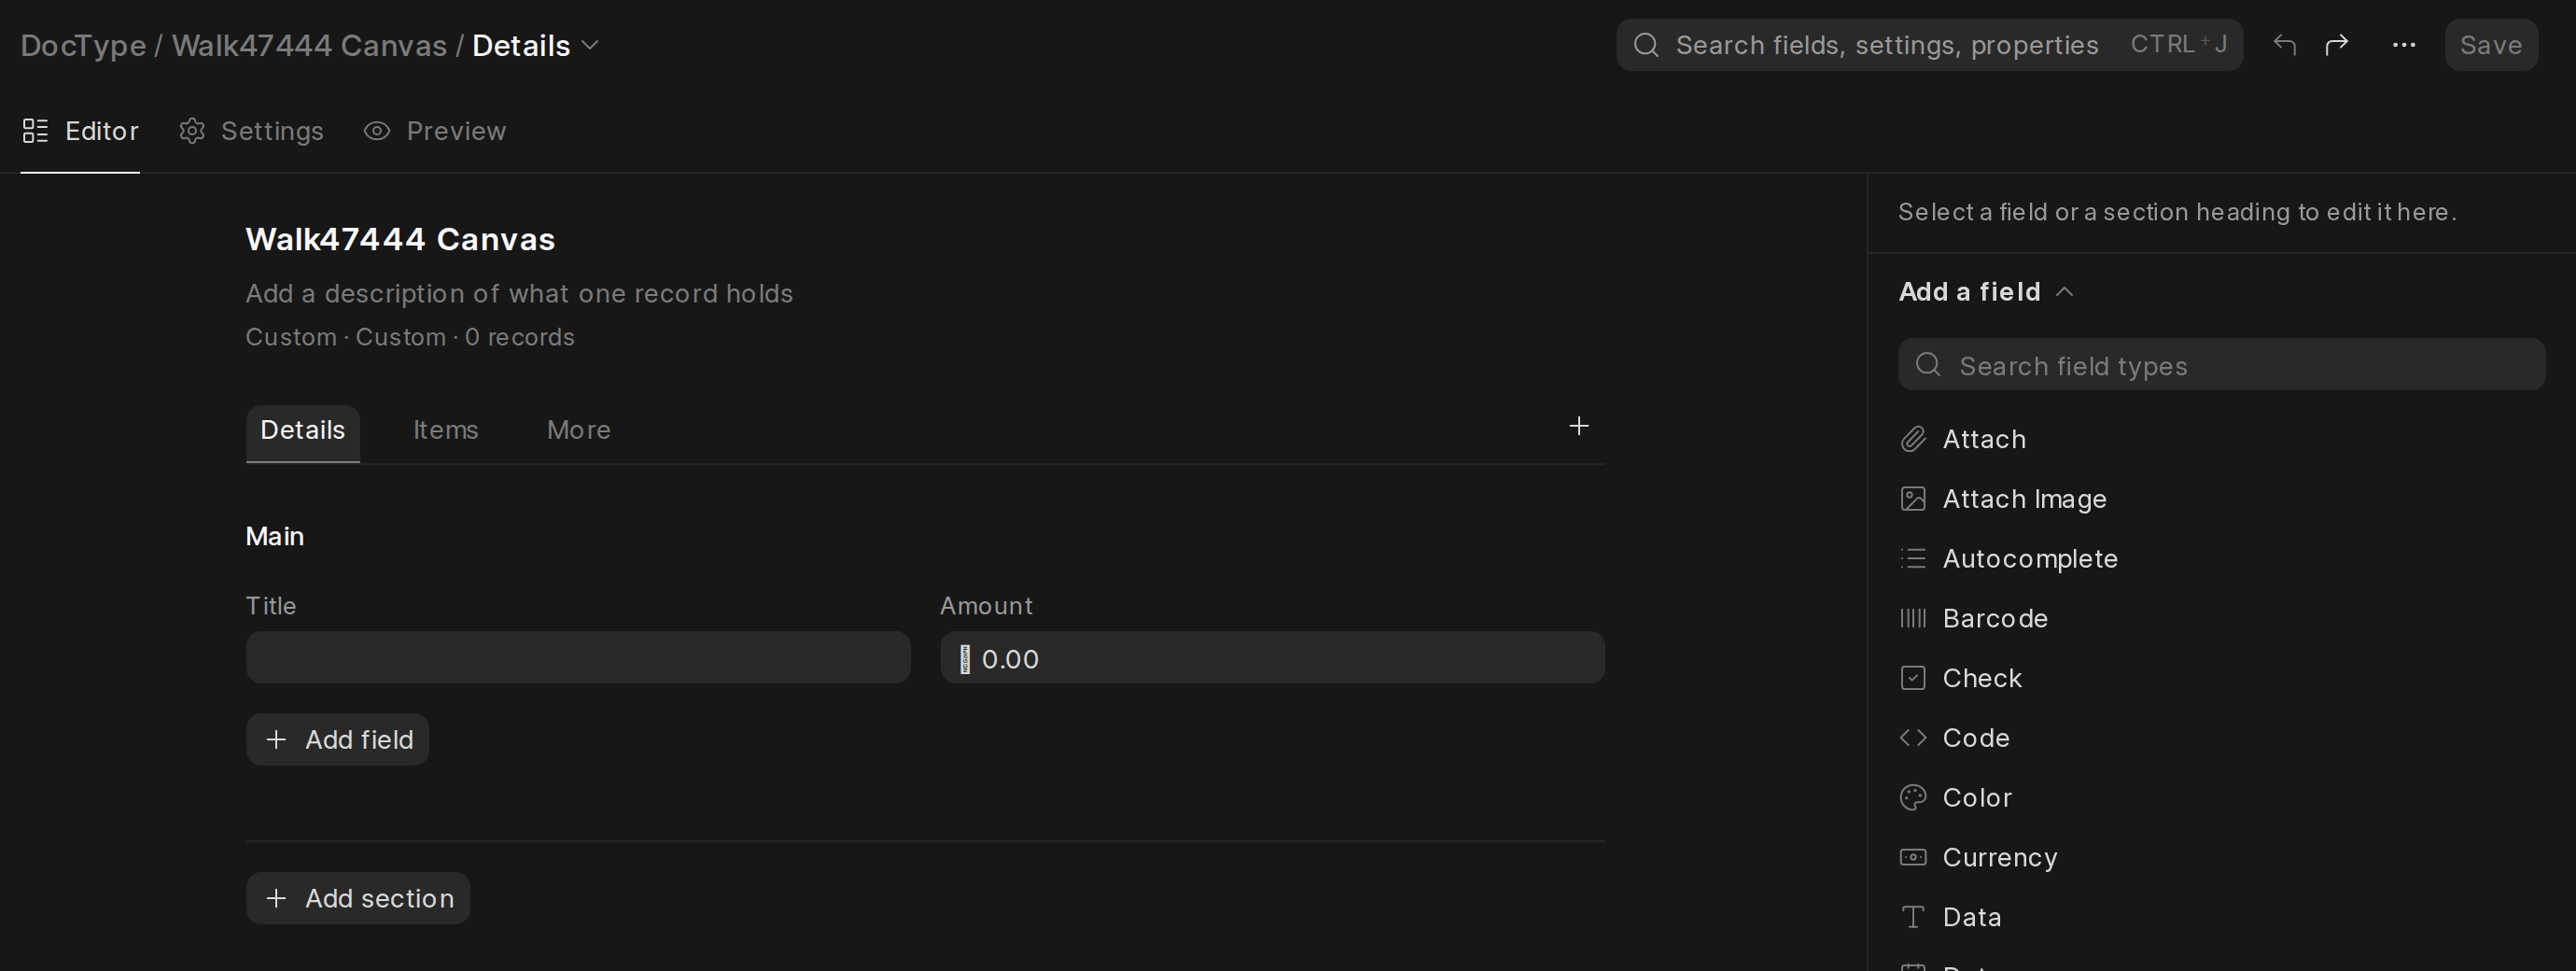 DocType / Walk47444 Canvas / Details
Search fields, settings, properties CTRL+J
Save
Editor Settings Preview
Walk47444 Canvas
Add a description of what one record holds
Custom · Custom · 0 records
Details Items More
Main
Title Amount
0.00
Add field
Add section
Select a field or a section heading to edit it here.
Add a field
Search field types
Attach
Attach Image
Autocomplete
Barcode
Check
Code
Color
Currency
Data